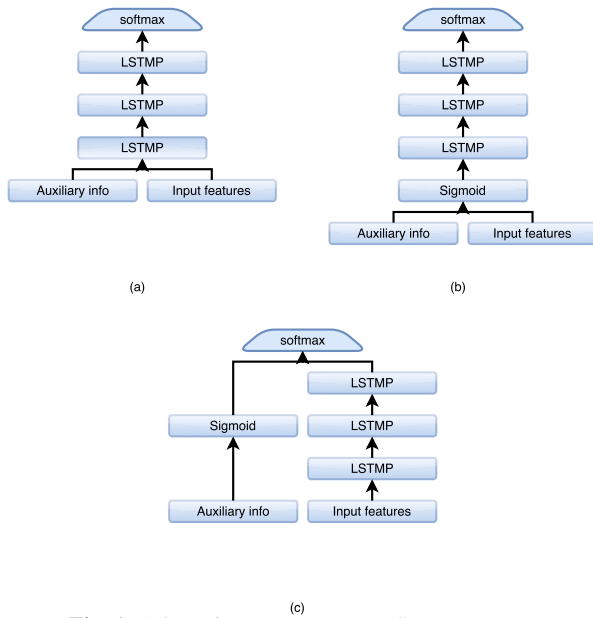 softmax
LSTMP
LSTMP
LSTMP
Auxiliary info
Input features
(a)
softmax
LSTMP
LSTMP
LSTMP
Sigmoid
Auxiliary info
Input features
(b)
softmax
LSTMP
Sigmoid
LSTMP
LSTMP
Auxiliary info
Input features
(c)